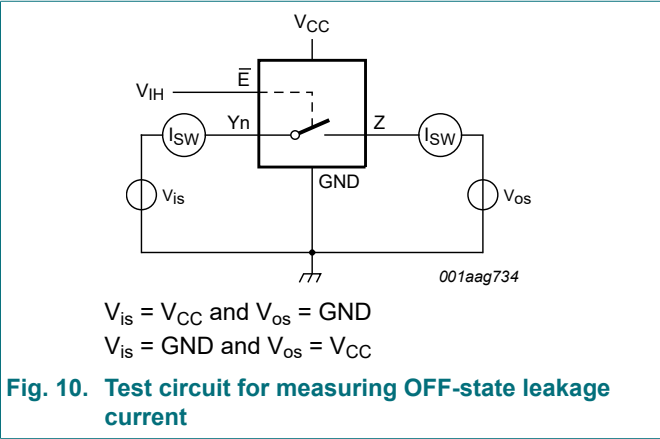 VCC
E̅
VIH
Yn
Z
ISW
ISW
GND
Vis
Vos
001aag734
Vis = VCC and Vos = GND
Vis = GND and Vos = VCC
Fig. 10. Test circuit for measuring OFF-state leakage
current